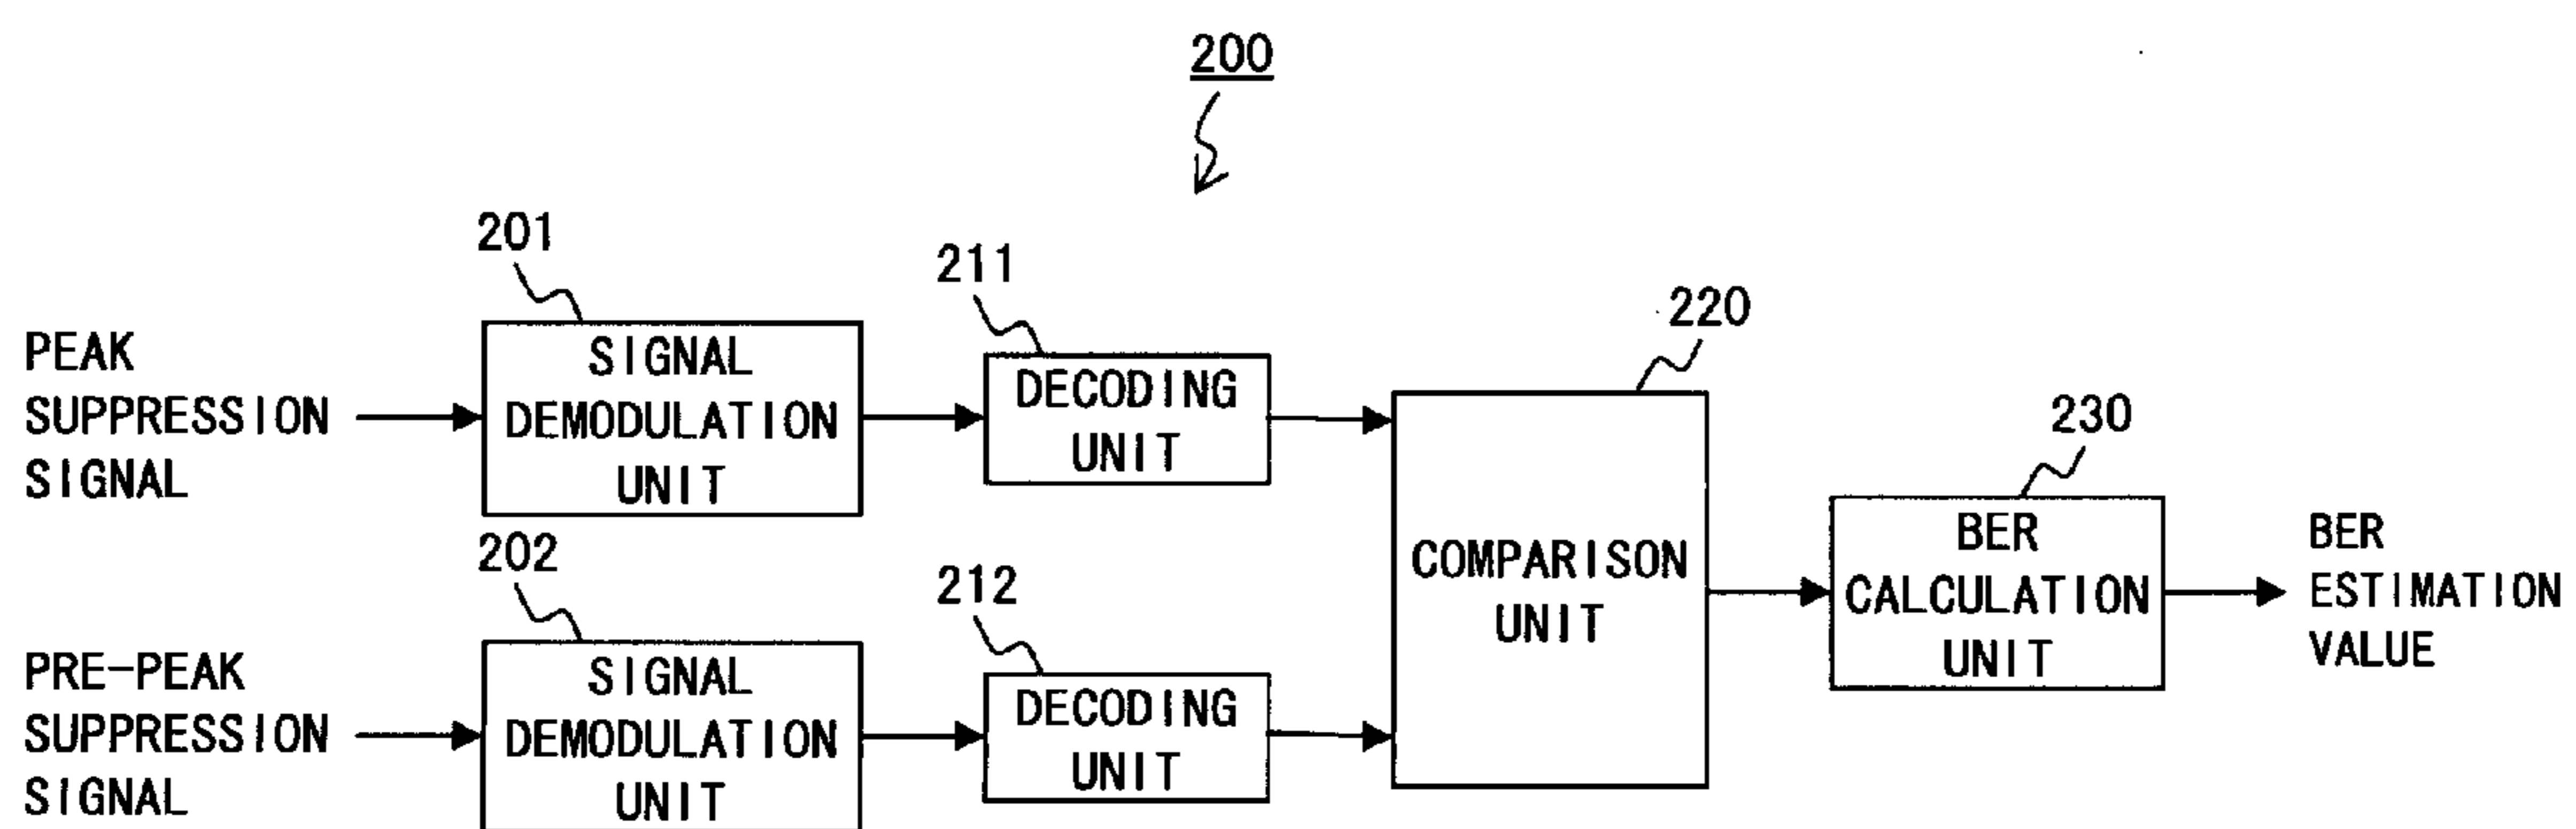 200
201
211
220
230
PEAK
SUPPRESSION
SIGNAL
SIGNAL
DEMODULATION
UNIT
DECODING
UNIT
COMPARISON
UNIT
BER
CALCULATION
UNIT
BER
ESTIMATION
VALUE
202
212
PRE-PEAK
SUPPRESSION
SIGNAL
SIGNAL
DEMODULATION
UNIT
DECODING
UNIT